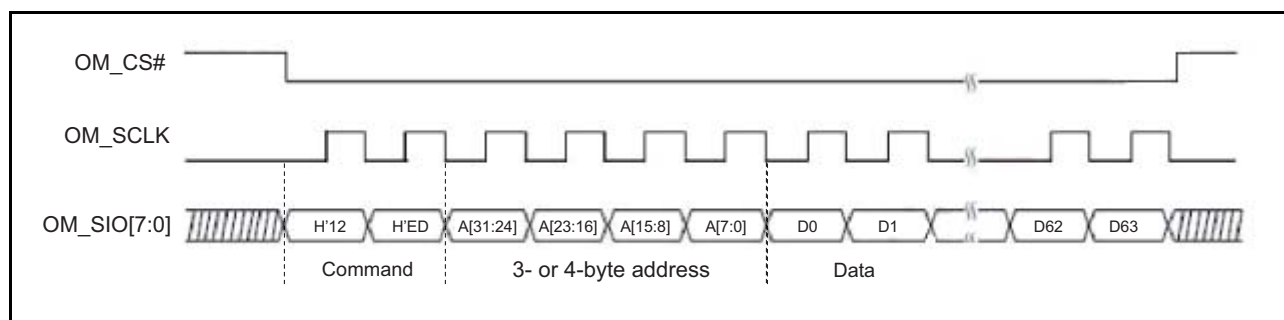 OM_CS#
OM_SCLK
OM_SIO[7:0] H'12 H'ED A[31:24] A[23:16] A[15:8] A[7:0] D0 D1 D62 D63
Command 3- or 4-byte address Data